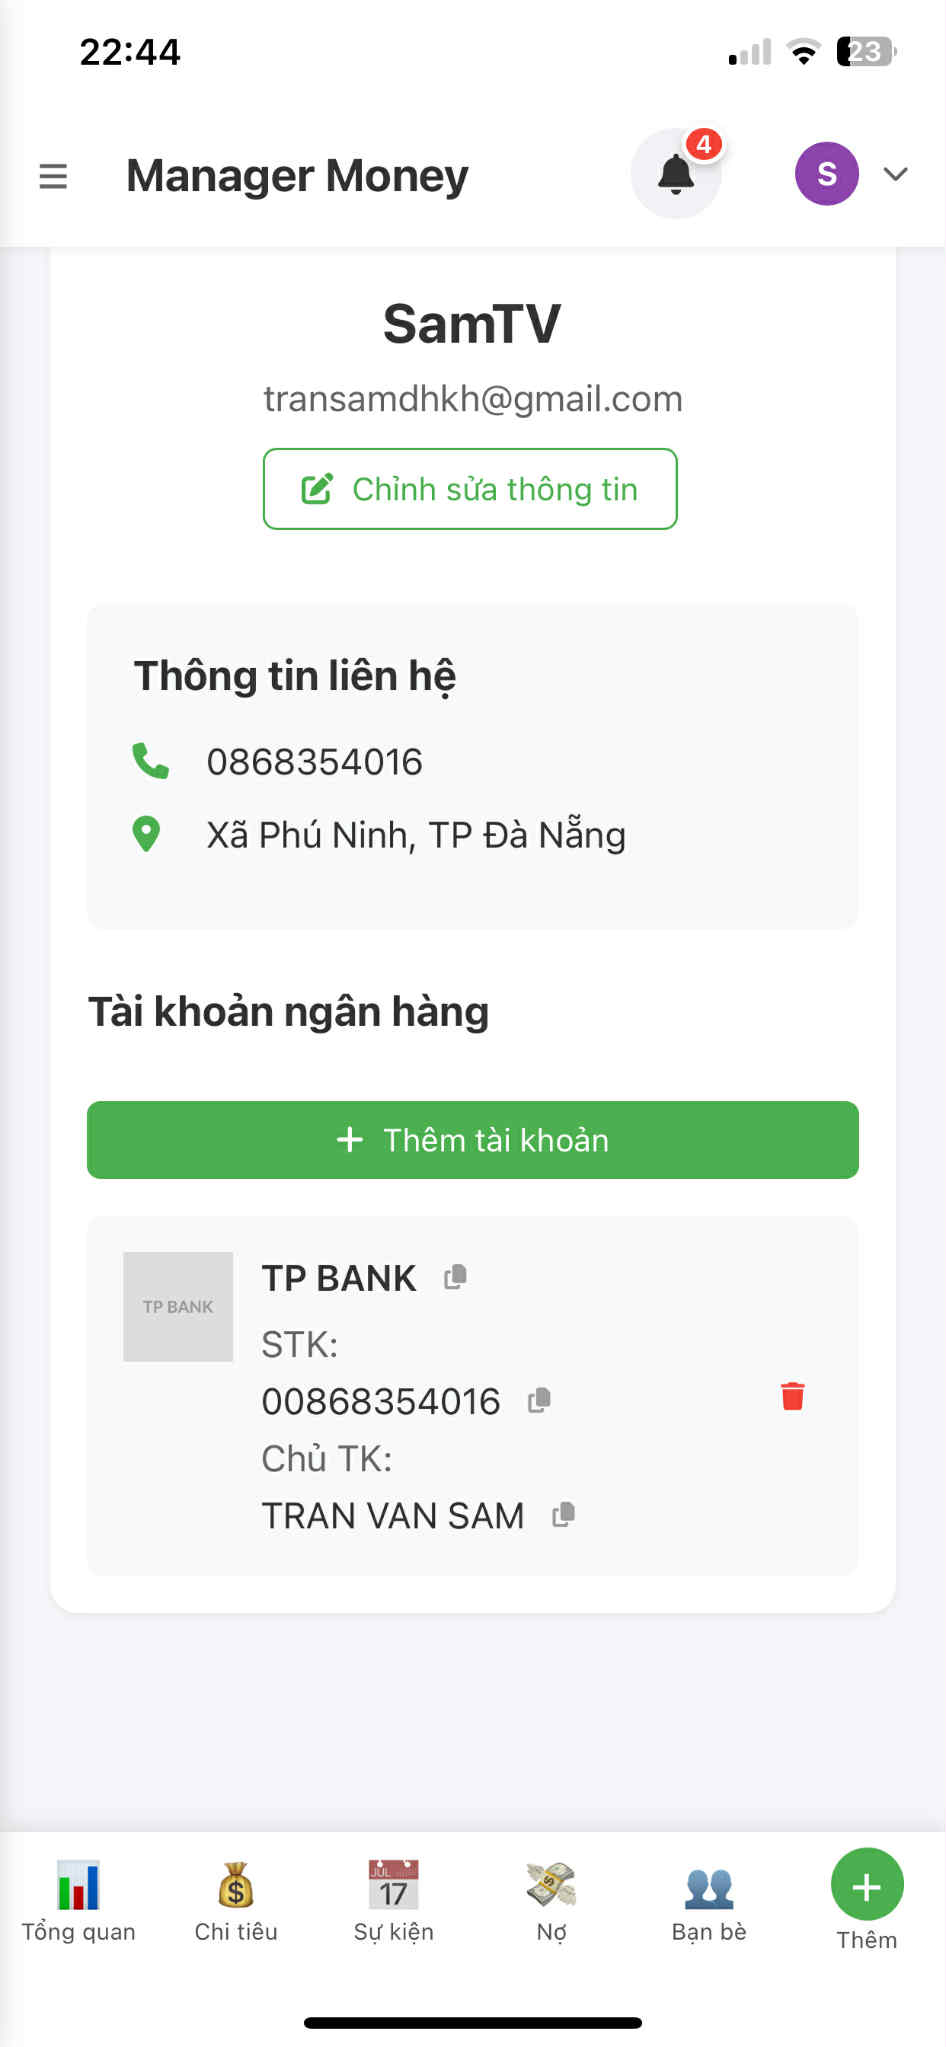 22:44
23
Manager Money
4
S
SamTV
transamdhkh@gmail.com
Chỉnh sửa thông tin
Thông tin liên hệ
0868354016
Xã Phú Ninh, TP Đà Nẵng
Tài khoản ngân hàng
+ Thêm tài khoản
TP BANK
TP BANK
STK:
00868354016
Chủ TK:
TRAN VAN SAM
JUL
17
Tổng quan
Chi tiêu
Sự kiện
Nợ
Bạn bè
Thêm